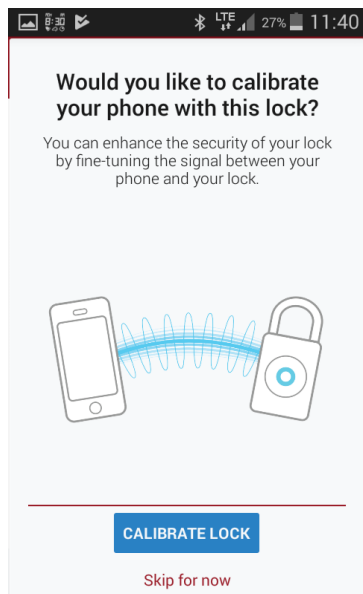 LTE 27% 11:40
Would you like to calibrate
your phone with this lock?
You can enhance the security of your lock
by fine-tuning the signal between your
phone and your lock.
CALIBRATE LOCK
Skip for now